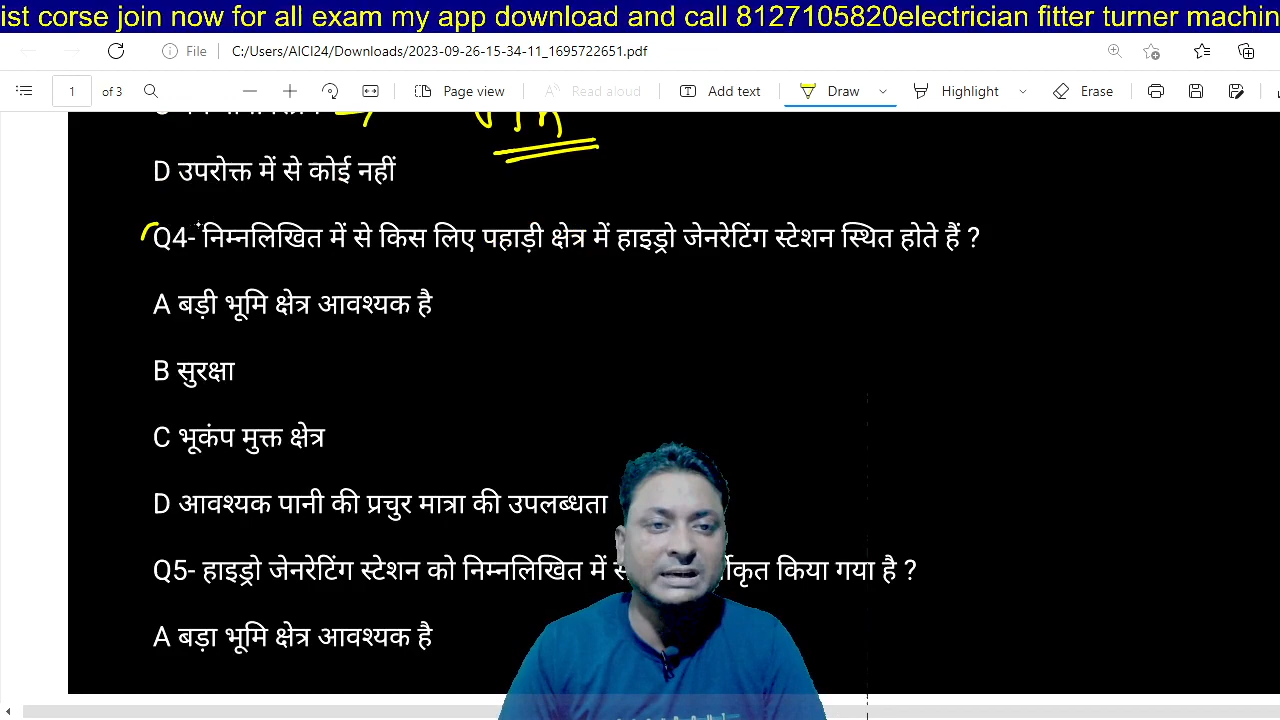 ist corse join now for all exam my app download and call 8127105820electrician fitter turner machin
File C:/Users/AICI24/Downloads/2023-09-26-15-34-11_1695722651.pdf
1 of 3 Page view Read aloud Add text Draw Highlight Erase
D उपरोक्त में से कोई नहीं
Q4- निम्नलिखित में से किस लिए पहाड़ी क्षेत्र में हाइड्रो जेनरेटिंग स्टेशन स्थित होते हैं ?
A बड़ी भूमि क्षेत्र आवश्यक है
B सुरक्षा
C भूकंप मुक्त क्षेत्र
D आवश्यक पानी की प्रचुर मात्रा की उपलब्धता
Q5- हाइड्रो जेनरेटिंग स्टेशन को निम्नलिखित में किया गया है ?
A बड़ा भूमि क्षेत्र आवश्यक है